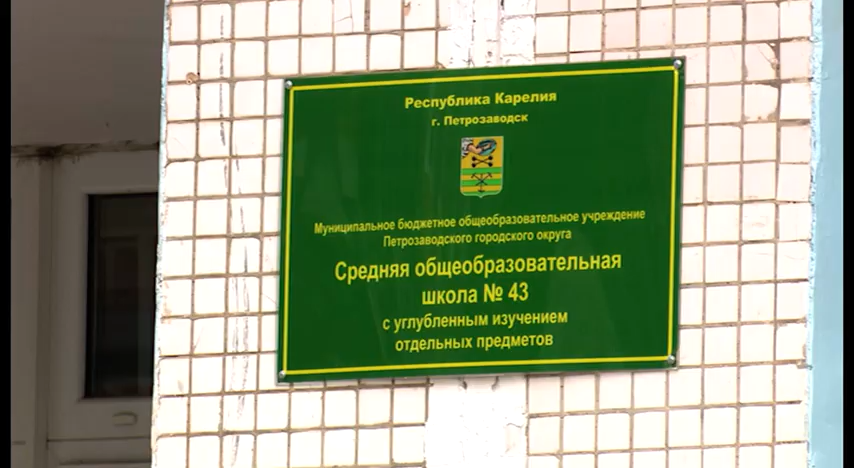 Республика Карелия
г. Петрозаводск
Муниципальное бюджетное общеобразовательное учреждение
Петрозаводского городского округа
Средняя общеобразовательная
школа № 43
с углубленным изучением
отдельных предметов